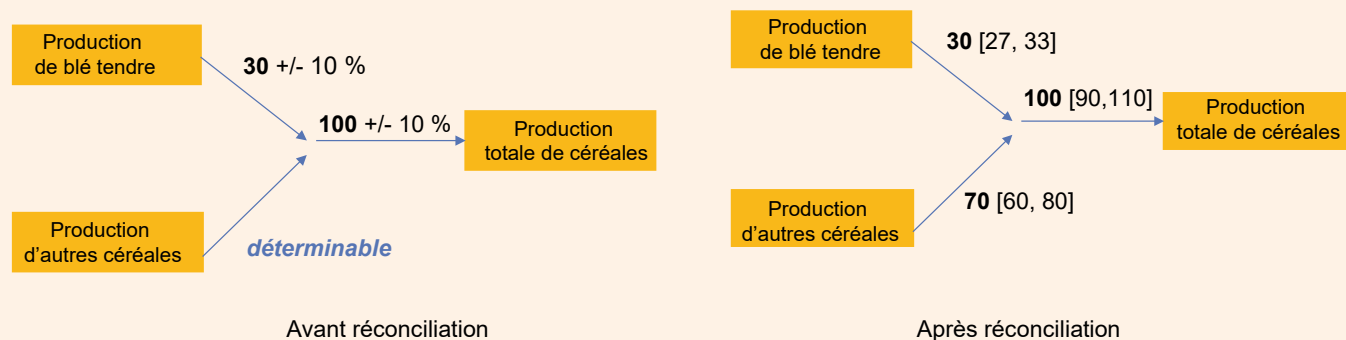 Production
de blé tendre
30 +/- 10 %
100 +/- 10 %
Production
totale de céréales
Production
d'autres céréales
déterminable
Avant réconciliation
Production
de blé tendre
30 [27, 33]
100 [90,110]
Production
totale de céréales
70 [60, 80]
Production
d'autres céréales
Après réconciliation